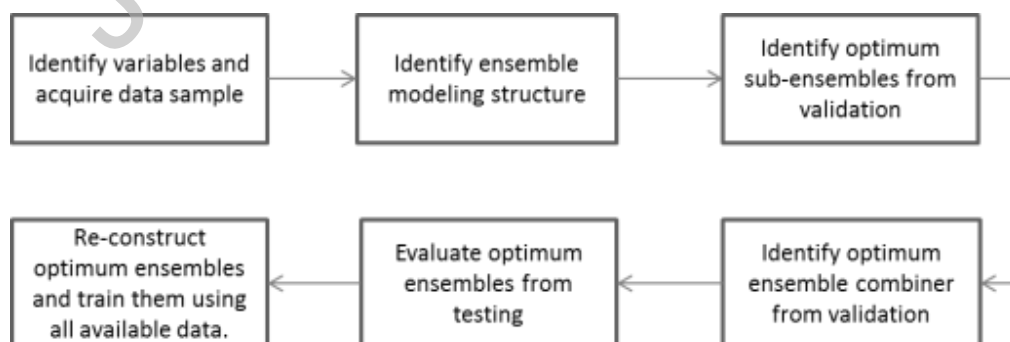 Identify variables and
acquire data sample
Identify ensemble
modeling structure
Identify optimum
sub-ensembles from
validation
Re-construct
optimum ensembles
and train them using
all available data.
Evaluate optimum
ensembles from
testing
Identify optimum
ensemble combiner
from validation